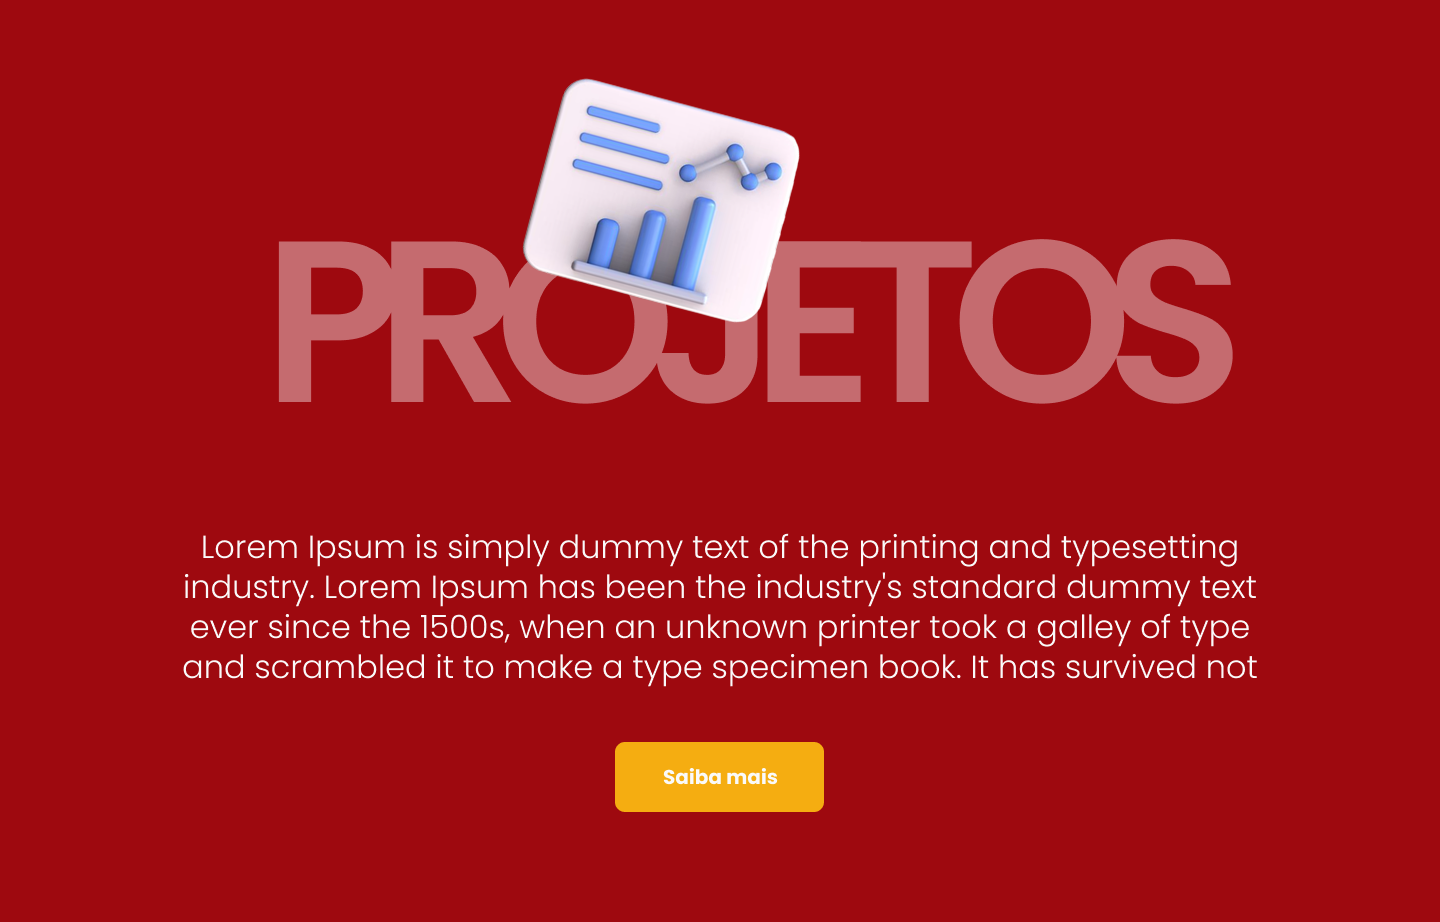 PROJETOS
Lorem Ipsum is simply dummy text of the printing and typesetting
industry. Lorem Ipsum has been the industry's standard dummy text
ever since the 1500s, when an unknown printer took a galley of type
and scrambled it to make a type specimen book. It has survived not
Saiba mais